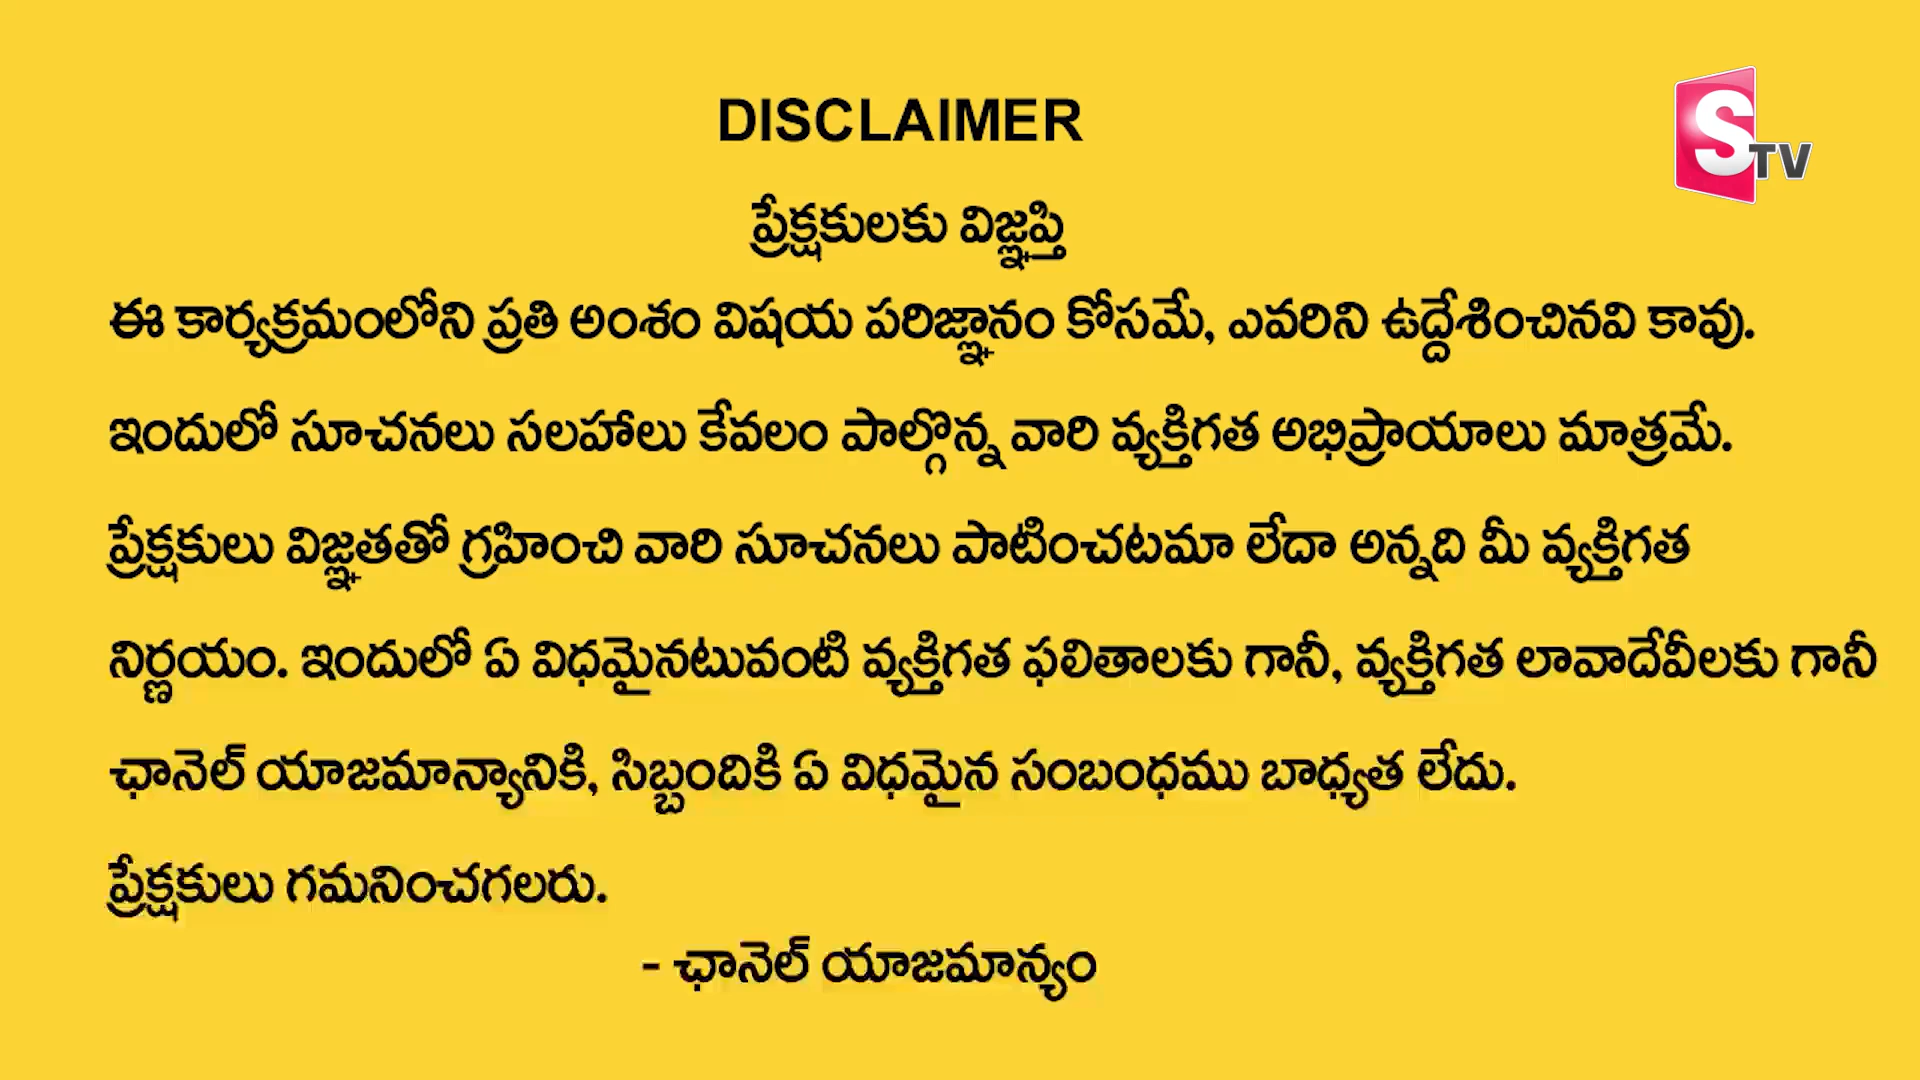 DISCLAIMER
STV
ప్రేక్షకులకు విజ్ఞప్తి
ఈ కార్యక్రమంలోని ప్రతి అంశం విషయ పరిజ్ఞానం కోసమే, ఎవరిని ఉద్దేశించినవి కావు.
ఇందులో సూచనలు సలహాలు కేవలం పాల్గొన్న వారి వ్యక్తిగత అభిప్రాయాలు మాత్రమే.
ప్రేక్షకులు విజ్ఞతతో గ్రహించి వారి సూచనలు పాటించటమా లేదా అన్నది మీ వ్యక్తిగత
నిర్ణయం. ఇందులో ఏ విధమైనటువంటి వ్యక్తిగత ఫలితాలకు గానీ, వ్యక్తిగత లావాదేవీలకు గానీ
ఛానెల్ యాజమాన్యానికి, సిబ్బందికి ఏ విధమైన సంబంధము బాధ్యత లేదు.
ప్రేక్షకులు గమనించగలరు.
- ఛానెల్ యాజమాన్యం